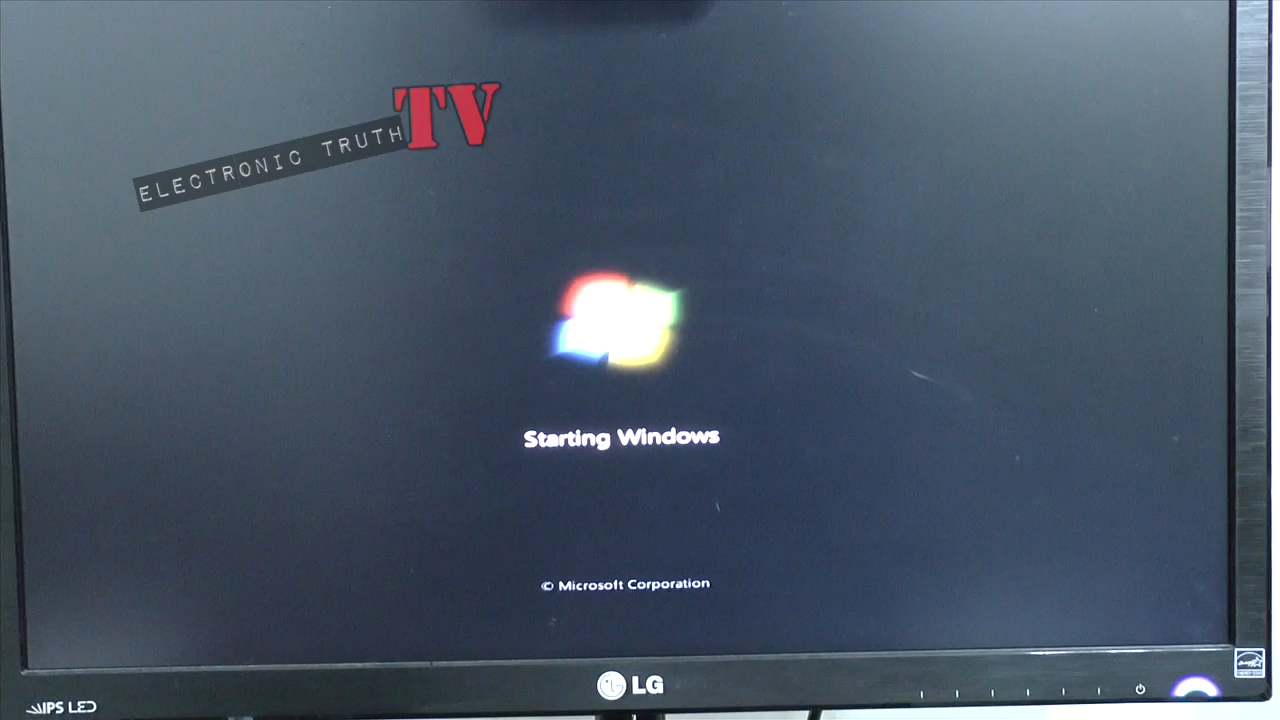 TV
ELECTRONIC TRUTH
Starting Windows
© Microsoft Corporation
LG
IPS LED